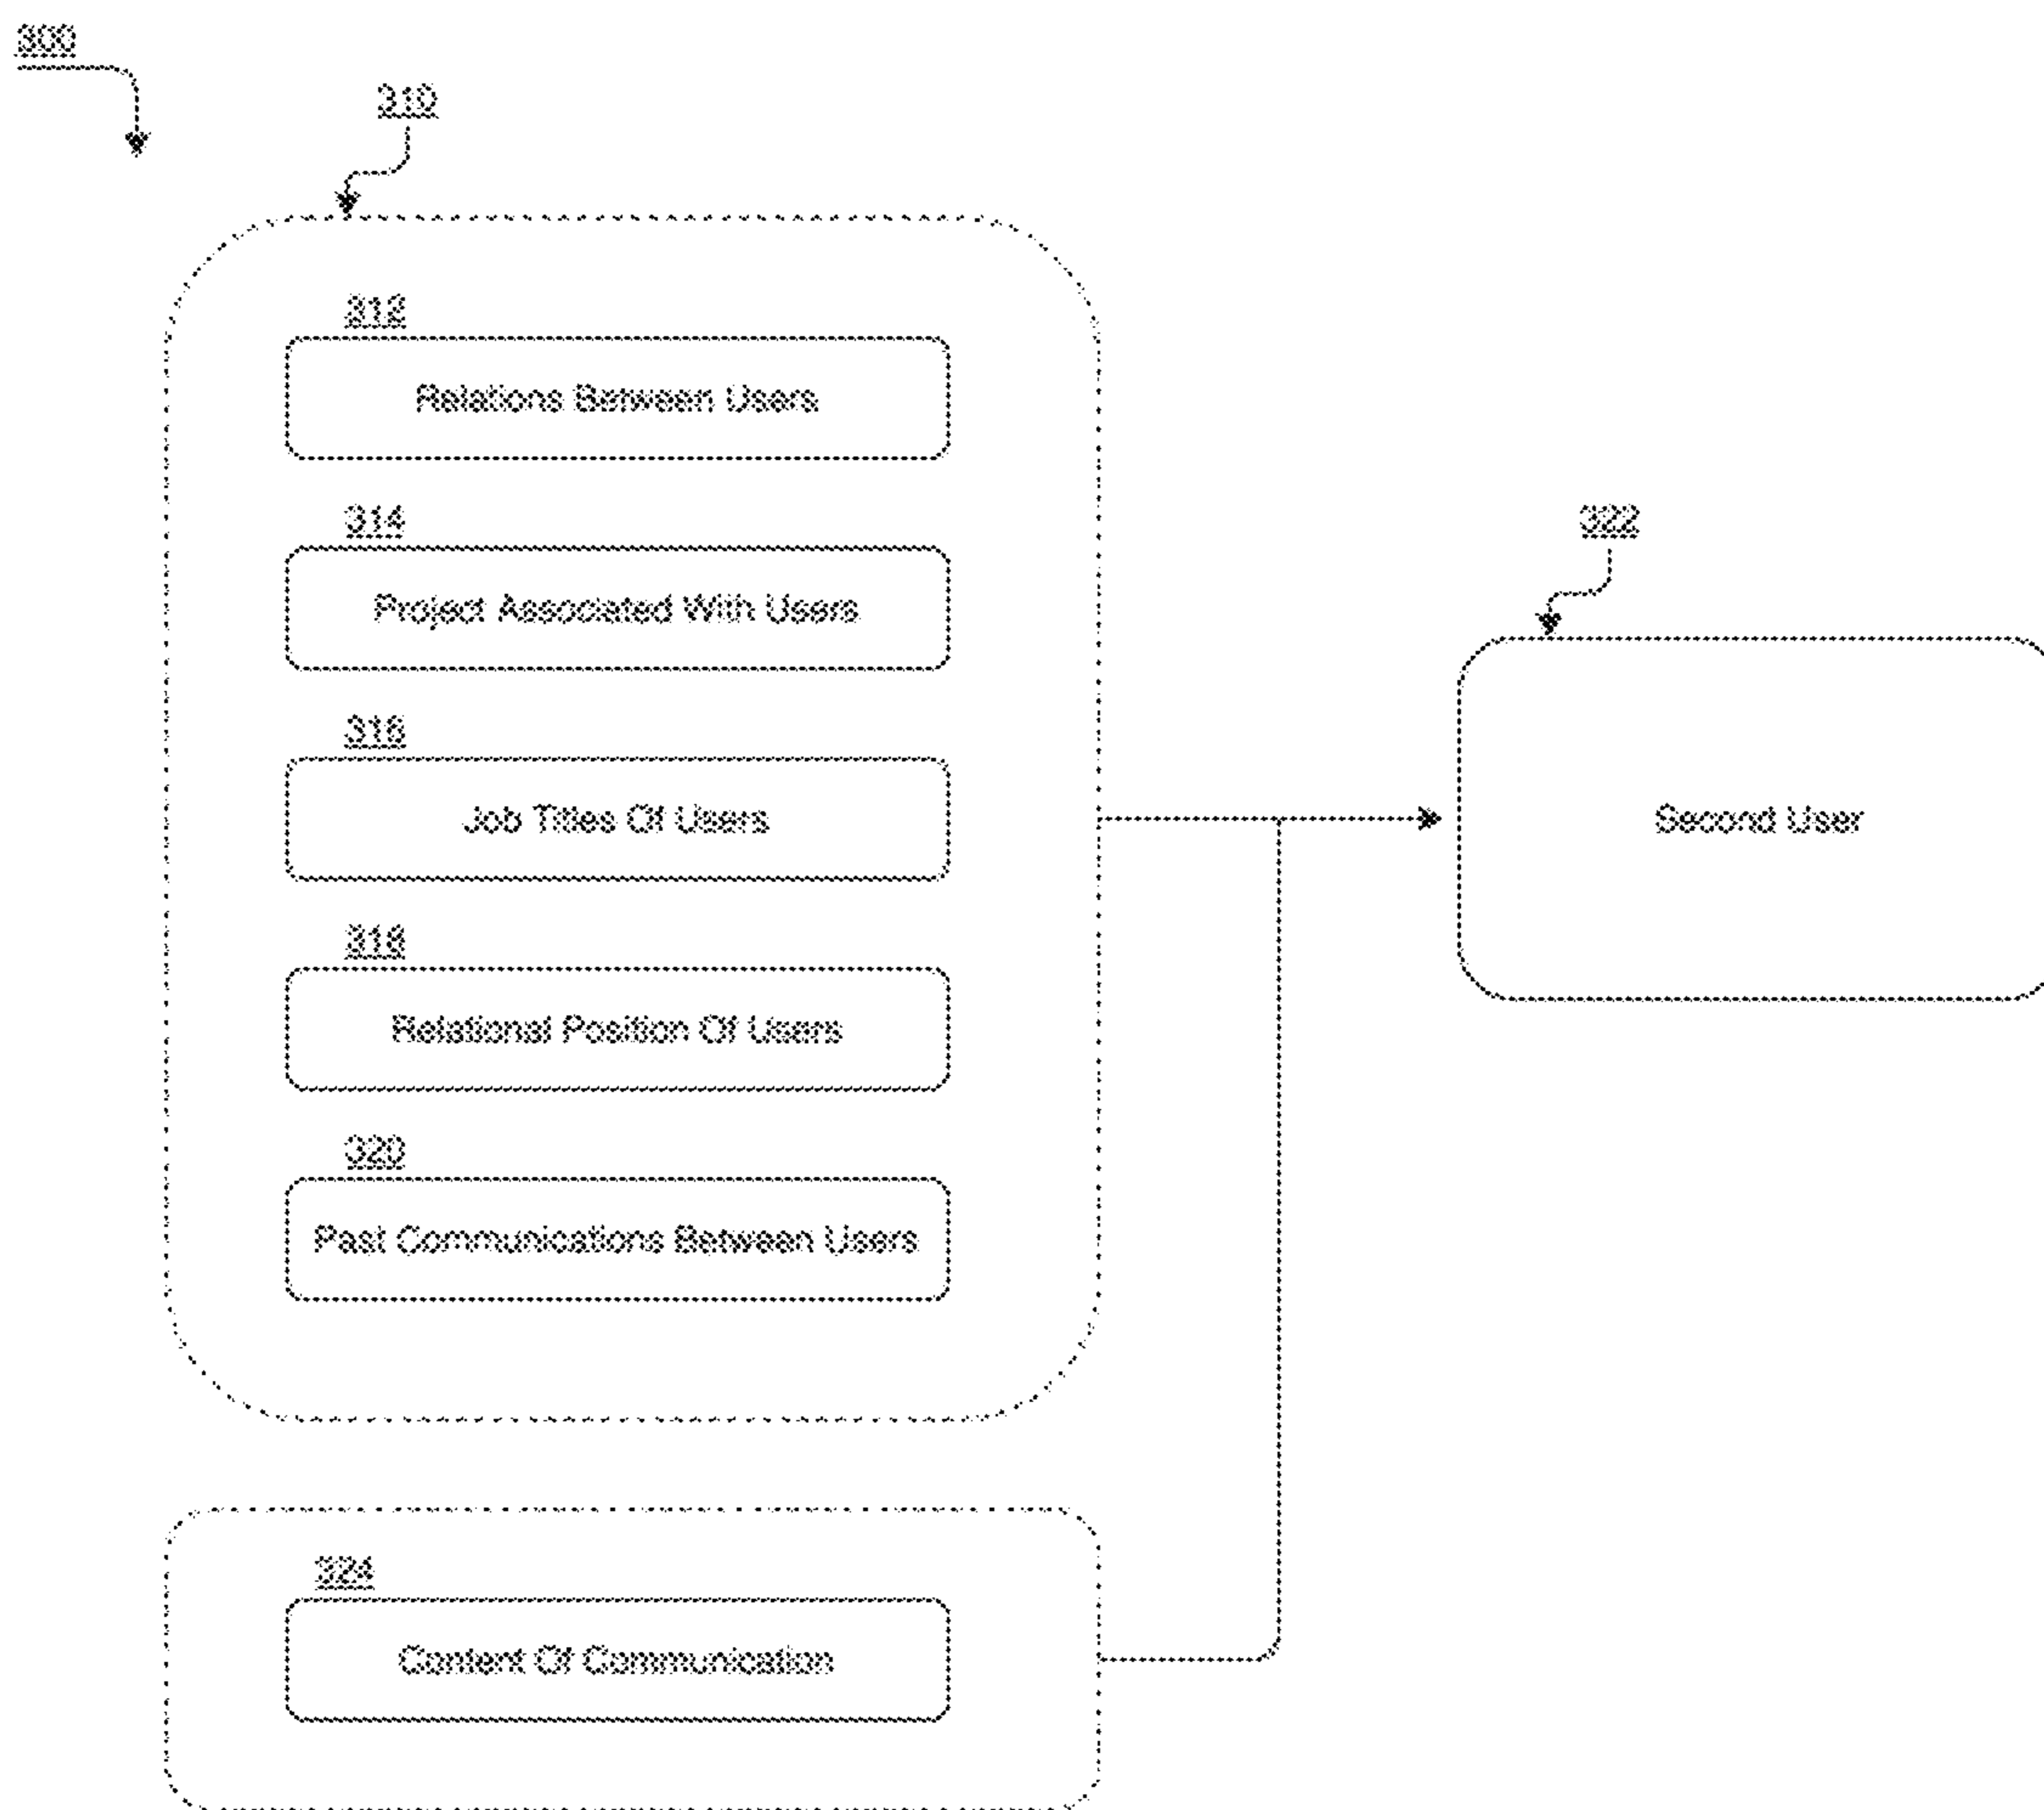 300
310
312
Relations Between Users
314
Project Associated With Users
316
Job Titles Of Users
318
Relational Position Of Users
320
Past Communications Between Users
322
Second User
324
Content Of Communication